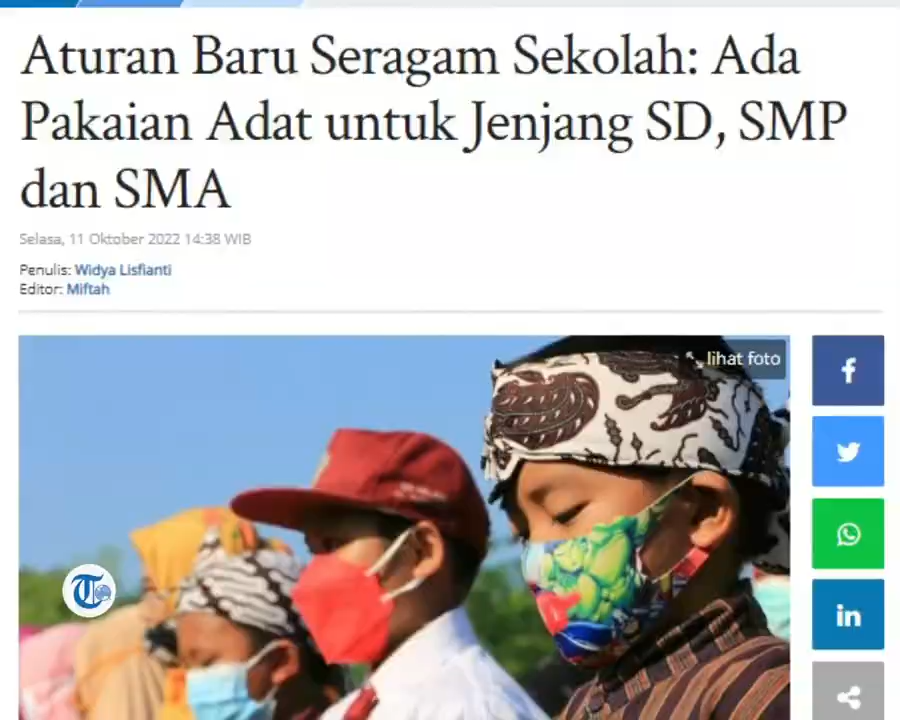 Aturan Baru Seragam Sekolah: Ada
Pakaian Adat untuk Jenjang SD, SMP
dan SMA
Selasa, 11 Oktober 2022 14:38 WIB
Penulis: Widya Lisfianti
Editor: Miftah
lihat foto